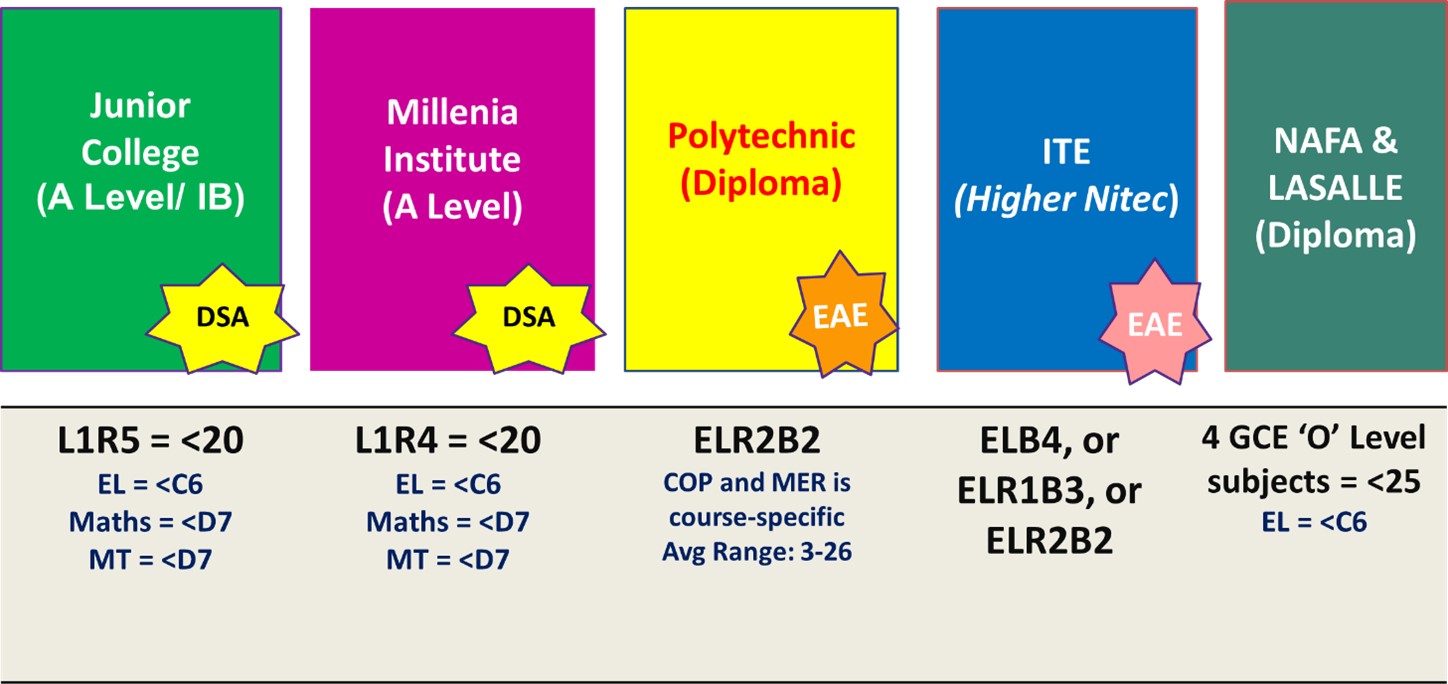 Junior
College
(A Level/ IB)
DSA
Millenia
Institute
(A Level)
DSA
Polytechnic
(Diploma)
EAE
ITE
(Higher Nitec)
EAE
NAFA &
LASALLE
(Diploma)
L1R5 = <20
EL = <C6
Maths = <D7
MT = <D7
L1R4 = <20
EL = <C6
Maths = <D7
MT = <D7
ELR2B2
COP and MER is
course-specific
Avg Range: 3-26
ELB4, or
ELR1B3, or
ELR2B2
4 GCE ‘O’ Level
subjects = <25
EL = <C6